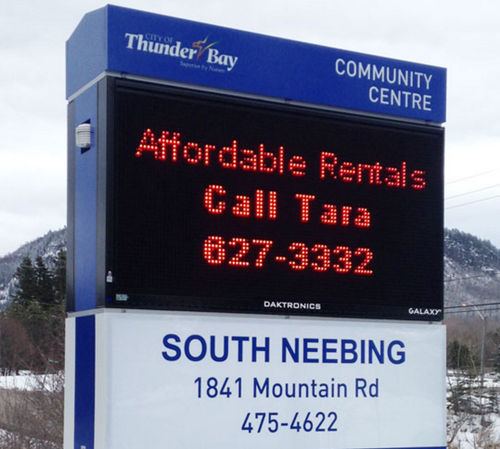 CITY OF
Thunder Bay
Superior by Nature
COMMUNITY
CENTRE
Affordable Rentals
Call Tara
627-3332
DAKTRONICS
GALAXY
SOUTH NEEBING
1841 Mountain Rd
475-4622